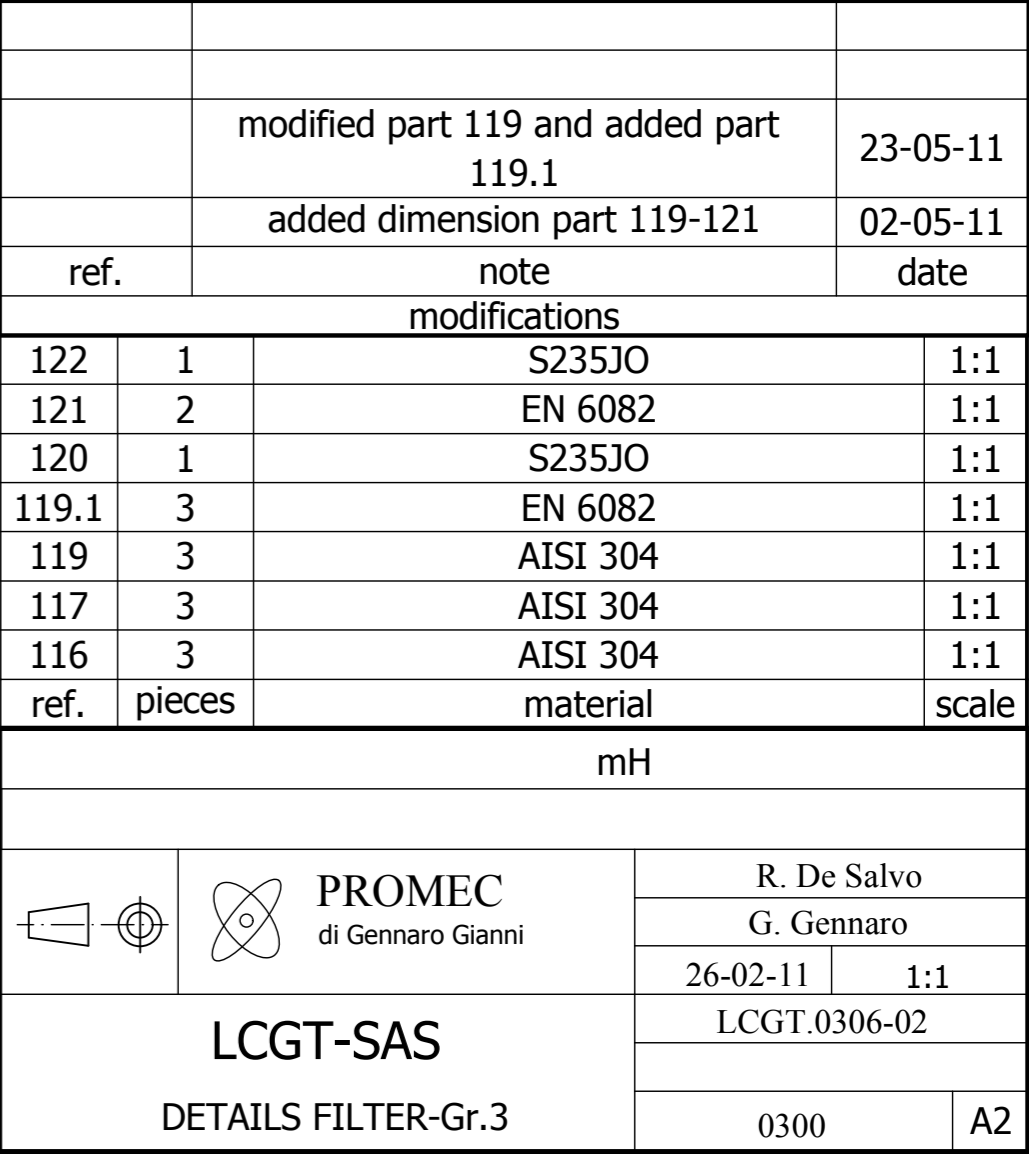 modified part 119 and added part
119.1
23-05-11
added dimension part 119-121 02-05-11
ref. note date
modifications
122 1 S235JO 1:1
121 2 EN 6082 1:1
120 1 S235JO 1:1
119.1 3 EN 6082 1:1
119 3 AISI 304 1:1
117 3 AISI 304 1:1
116 3 AISI 304 1:1
ref. pieces material scale
mH
PROMEC
di Gennaro Gianni
R. De Salvo
G. Gennaro
26-02-11 1:1
LCGT-SAS
DETAILS FILTER-Gr.3
LCGT.0306-02
0300 A2